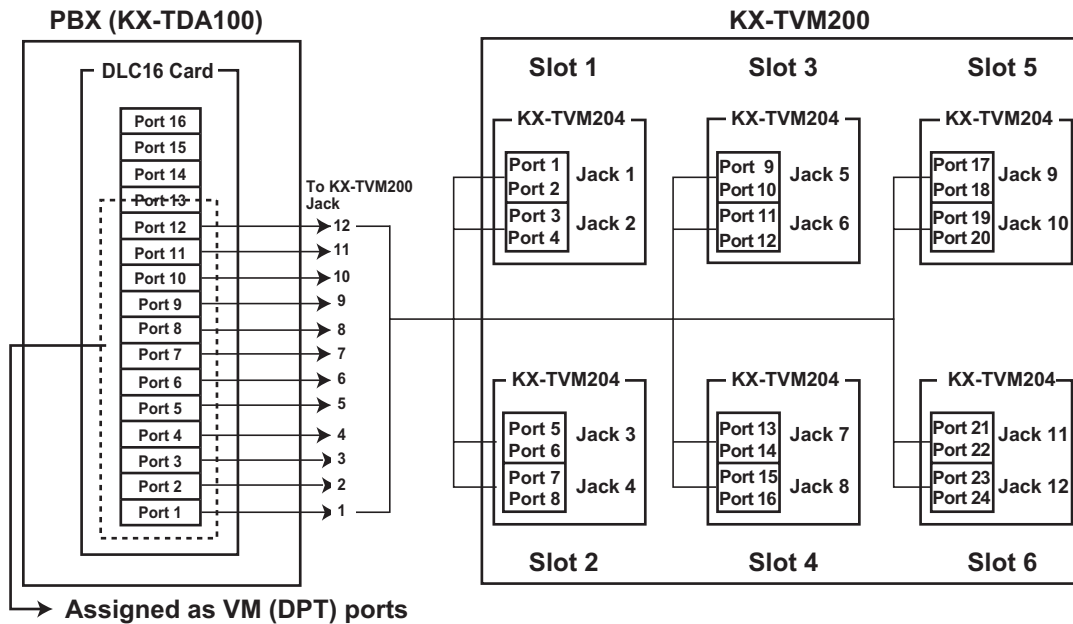 PBX (KX-TDA100)
DLC16 Card
Port 16
Port 15
Port 14
Port 13
Port 12
Port 11
Port 10
Port 9
Port 8
Port 7
Port 6
Port 5
Port 4
Port 3
Port 2
Port 1
To KX-TVM200
Jack
12
11
10
9
8
7
6
5
4
3
2
1
Assigned as VM (DPT) ports
KX-TVM200
Slot 1
KX-TVM204
Port 1
Port 2
Jack 1
Port 3
Port 4
Jack 2
Slot 3
KX-TVM204
Port 9
Port 10
Jack 5
Port 11
Port 12
Jack 6
Slot 5
KX-TVM204
Port 17
Port 18
Jack 9
Port 19
Port 20
Jack 10
KX-TVM204
Port 5
Port 6
Jack 3
Port 7
Port 8
Jack 4
Slot 2
KX-TVM204
Port 13
Port 14
Jack 7
Port 15
Port 16
Jack 8
Slot 4
KX-TVM204
Port 21
Port 22
Jack 11
Port 23
Port 24
Jack 12
Slot 6